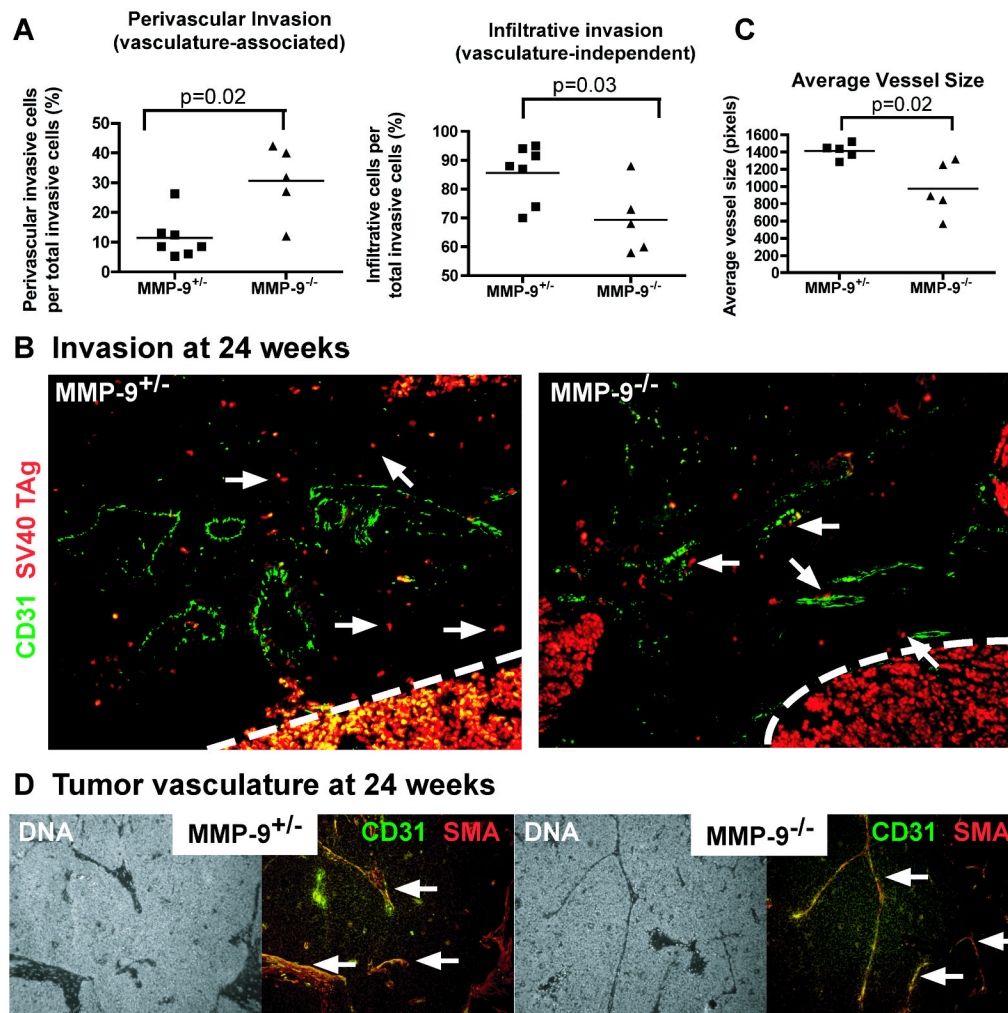 A
Perivascular Invasion
(vasculature-associated)
p=0.02
Perivascular invasive cells
per total invasive cells (%)
50
40
30
20
10
0
MMP-9+/-
MMP-9-/-
Infiltrative invasion
(vasculature-independent)
p=0.03
Infiltrative cells per
total invasive cells (%)
100
90
80
70
60
50
MMP-9+/-
MMP-9-/-
C
Average Vessel Size
p=0.02
Average vessel size (pixels)
1600
1400
1200
1000
800
600
400
200
0
MMP-9+/-
MMP-9-/-
B Invasion at 24 weeks
CD31 SV40 TAg
MMP-9+/-
MMP-9-/-
D Tumor vasculature at 24 weeks
DNA
MMP-9+/-
CD31
SMA
DNA
MMP-9-/-
CD31
SMA